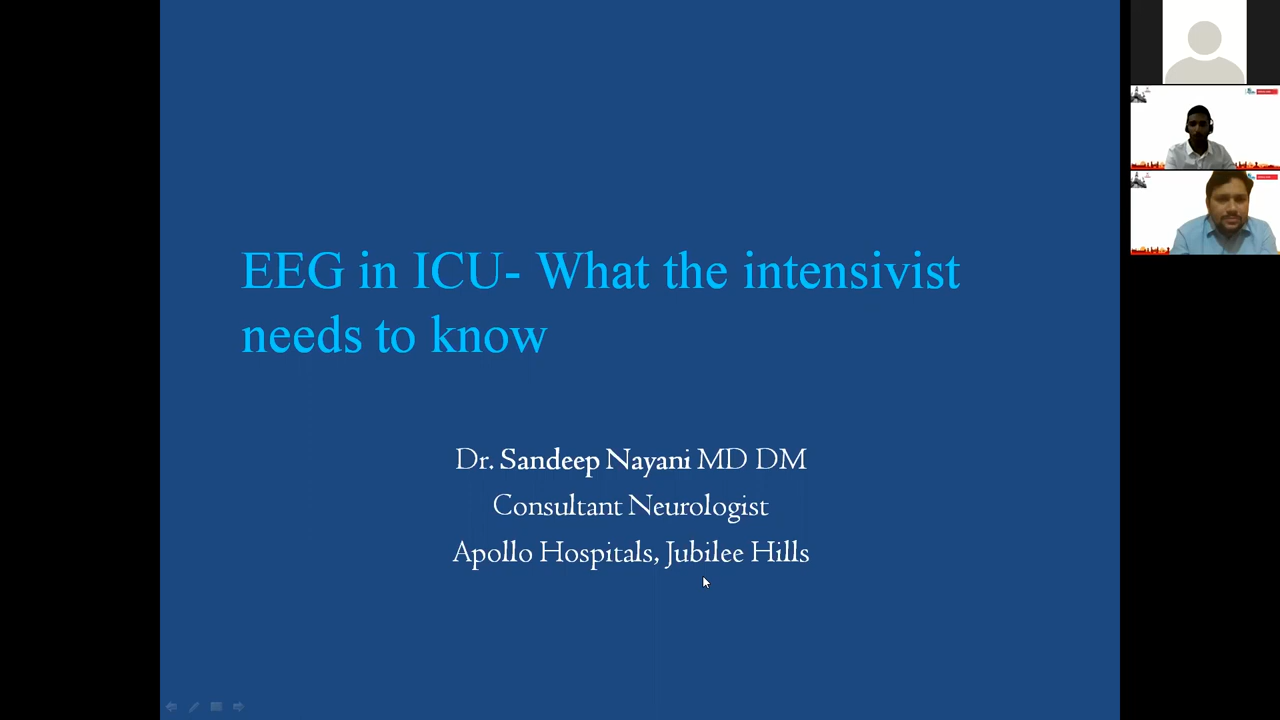 EEG in ICU- What the intensivist
needs to know
Dr. Sandeep Nayani MD DM
Consultant Neurologist
Apollo Hospitals, Jubilee Hills